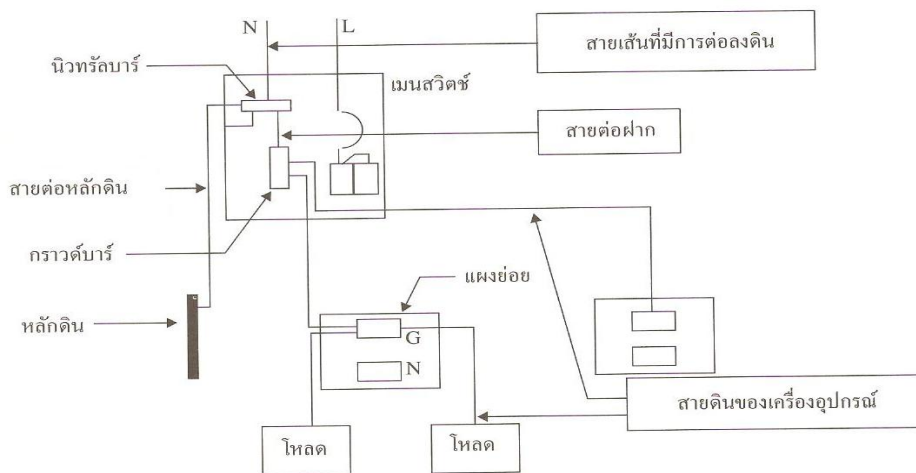 N
L
สายเส้นที่มีการต่อลงดิน
นิวทรัลบาร์
เมนสวิตช์
สายต่อฝาก
สายต่อหลักดิน
กราวด์บาร์
แผงย่อย
หลักดิน
G
N
สายดินของเครื่องอุปกรณ์
โหลด
โหลด